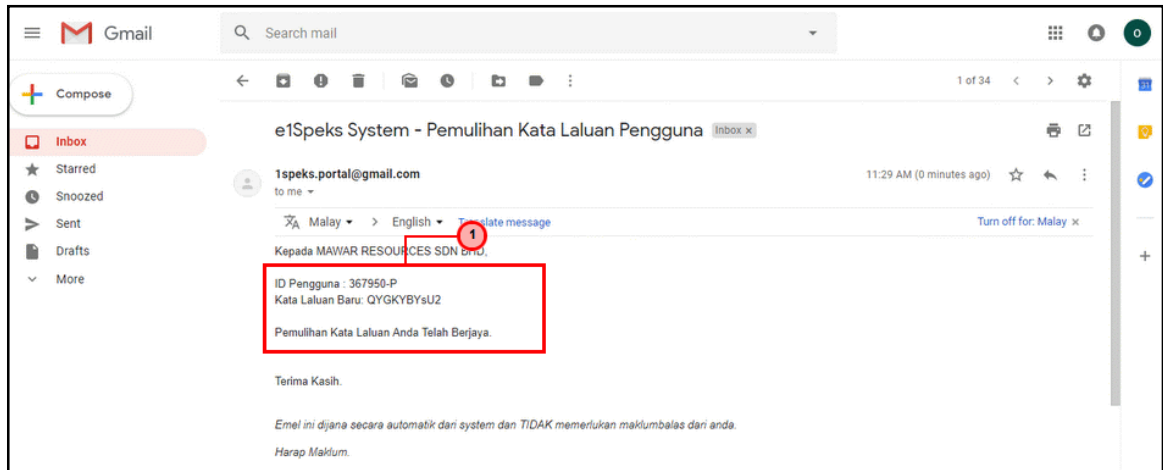 Gmail
Search mail
O
Compose
1 of 34
31
e1Speks System - Pemulihan Kata Laluan Pengguna Inbox x
Inbox
Starred
1speks.portal@gmail.com 11:29 AM (0 minutes ago)
to me
Snoozed
Sent
Malay > English message Turn off for: Malay x
1
Drafts
Kepada MAWAR RESOURCES SDN BHD,
More
ID Pengguna : 367950-P
Kata Laluan Baru: QYGKYBYsU2
Pemulihan Kata Laluan Anda Telah Berjaya.
Terima Kasih.
Emel ini dijana secara automatik dari system dan TIDAK memerlukan maklumbalas dari anda.
Harap Maklum.